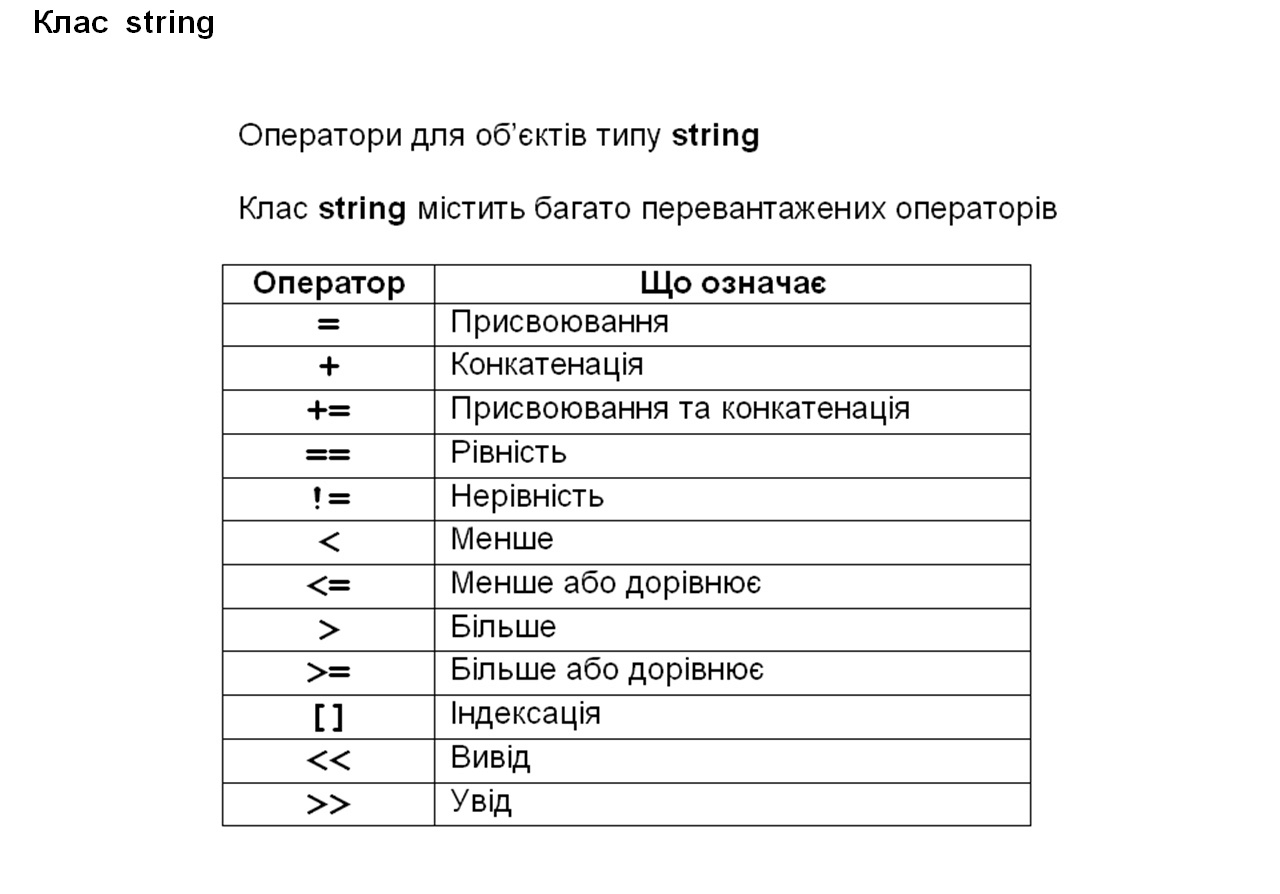 Клас string
Оператори для об’єктів типу string
Клас string містить багато перевантажених операторів
Оператор Що означає
= Присвоювання
+ Конкатенація
+= Присвоювання та конкатенація
== Рівність
!= Нерівність
< Менше
<= Менше або дорівнює
> Більше
>= Більше або дорівнює
[] Індексація
<< Вивід
>> Увід